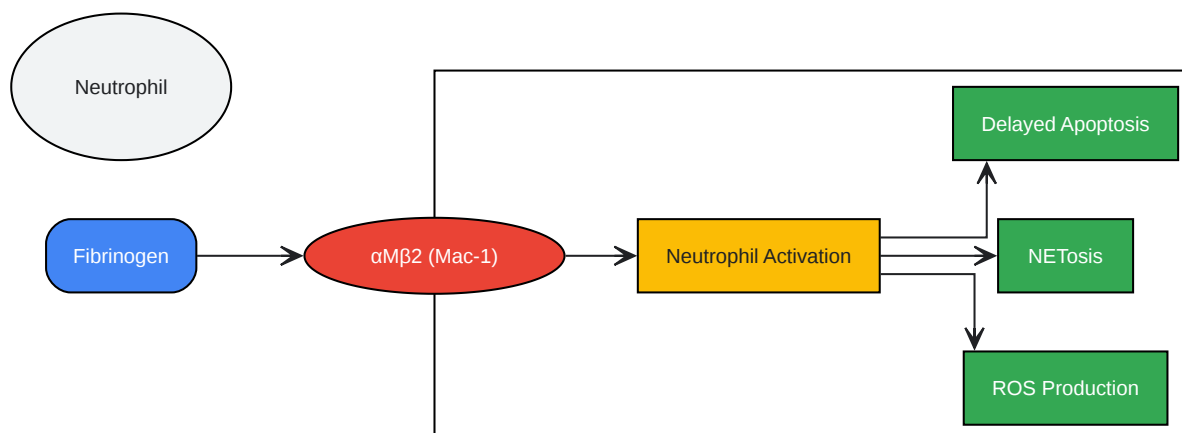 Neutrophil
Delayed Apoptosis
Fibrinogen
αMβ2 (Mac-1)
Neutrophil Activation
NETosis
ROS Production